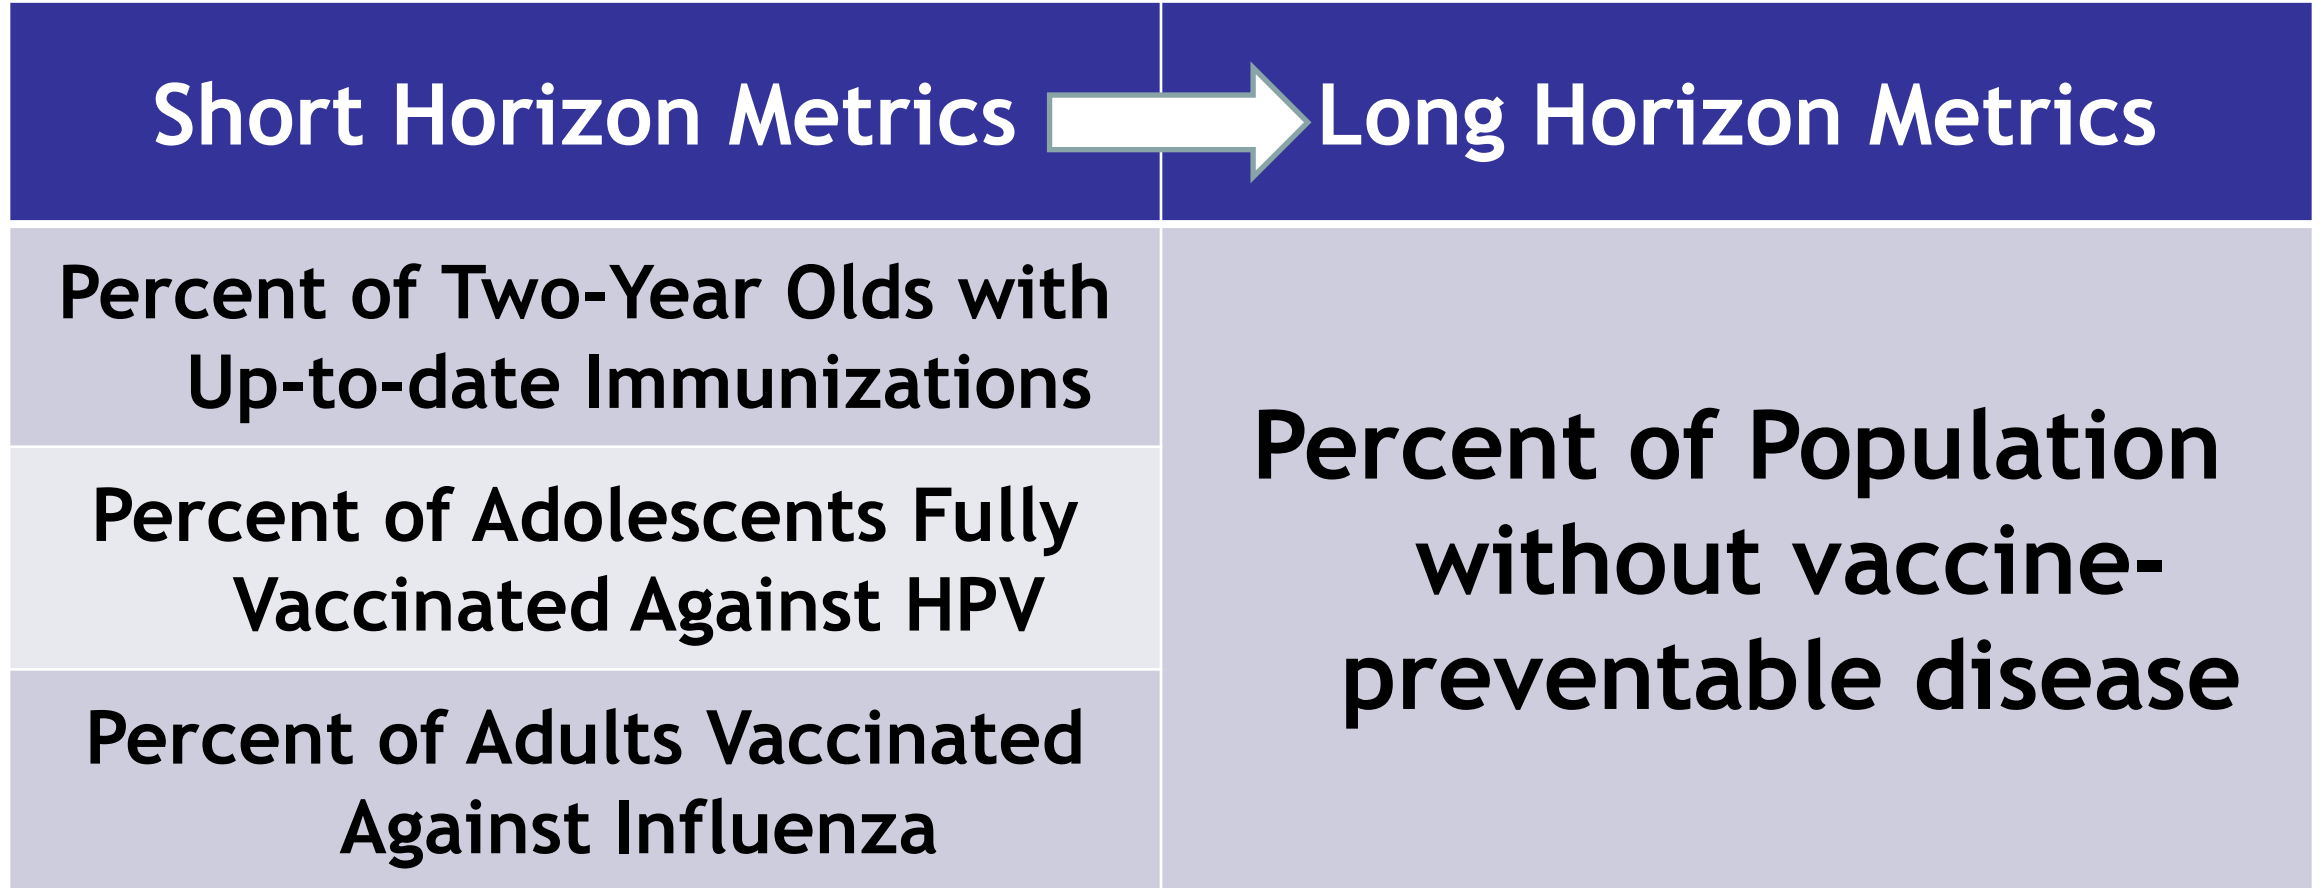 Short Horizon Metrics
Long Horizon Metrics
Percent of Two-Year Olds with
Up-to-date Immunizations
Percent of Adolescents Fully
Vaccinated Against HPV
Percent of Adults Vaccinated
Against Influenza
Percent of Population
without vaccine-
preventable disease